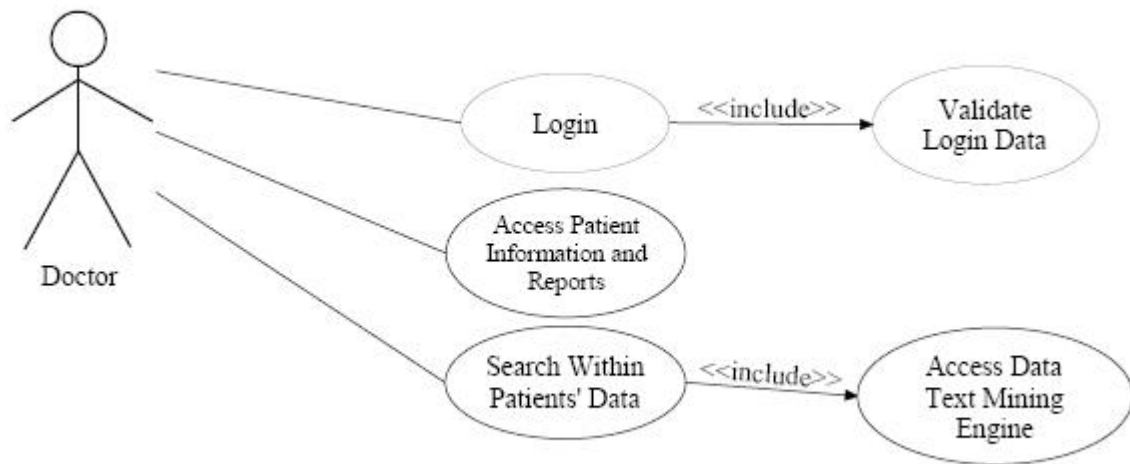 Login
<<include>>
Validate
Login Data
Access Patient
Information and
Reports
Doctor
Search Within
Patients' Data
<<include>>
Access Data
Text Mining
Engine